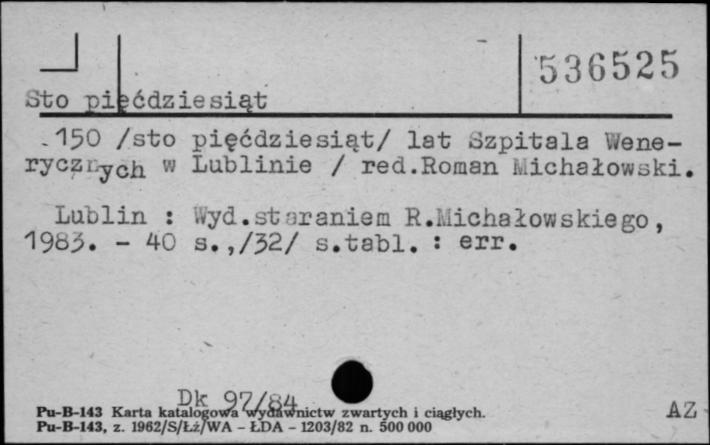 536525
Sto pięćdziesiąt
150 /sto pięćdziesiąt/ lat Szpitala Wene-
rycznych w Lublinie / red.Roman Michałowski.
Lublin : Wyd.staraniem R.Michałowskiego,
1983. - 40 s.,/32/ s.tabl. : err.
Dk 97/84
Pu-B-143 Karta katalogowa wydawnictw zwartych i ciągłych.
AZ
Pu-B-143, z. 1962/S/Łż/WA - ŁDA - 1203/82 n. 500 000